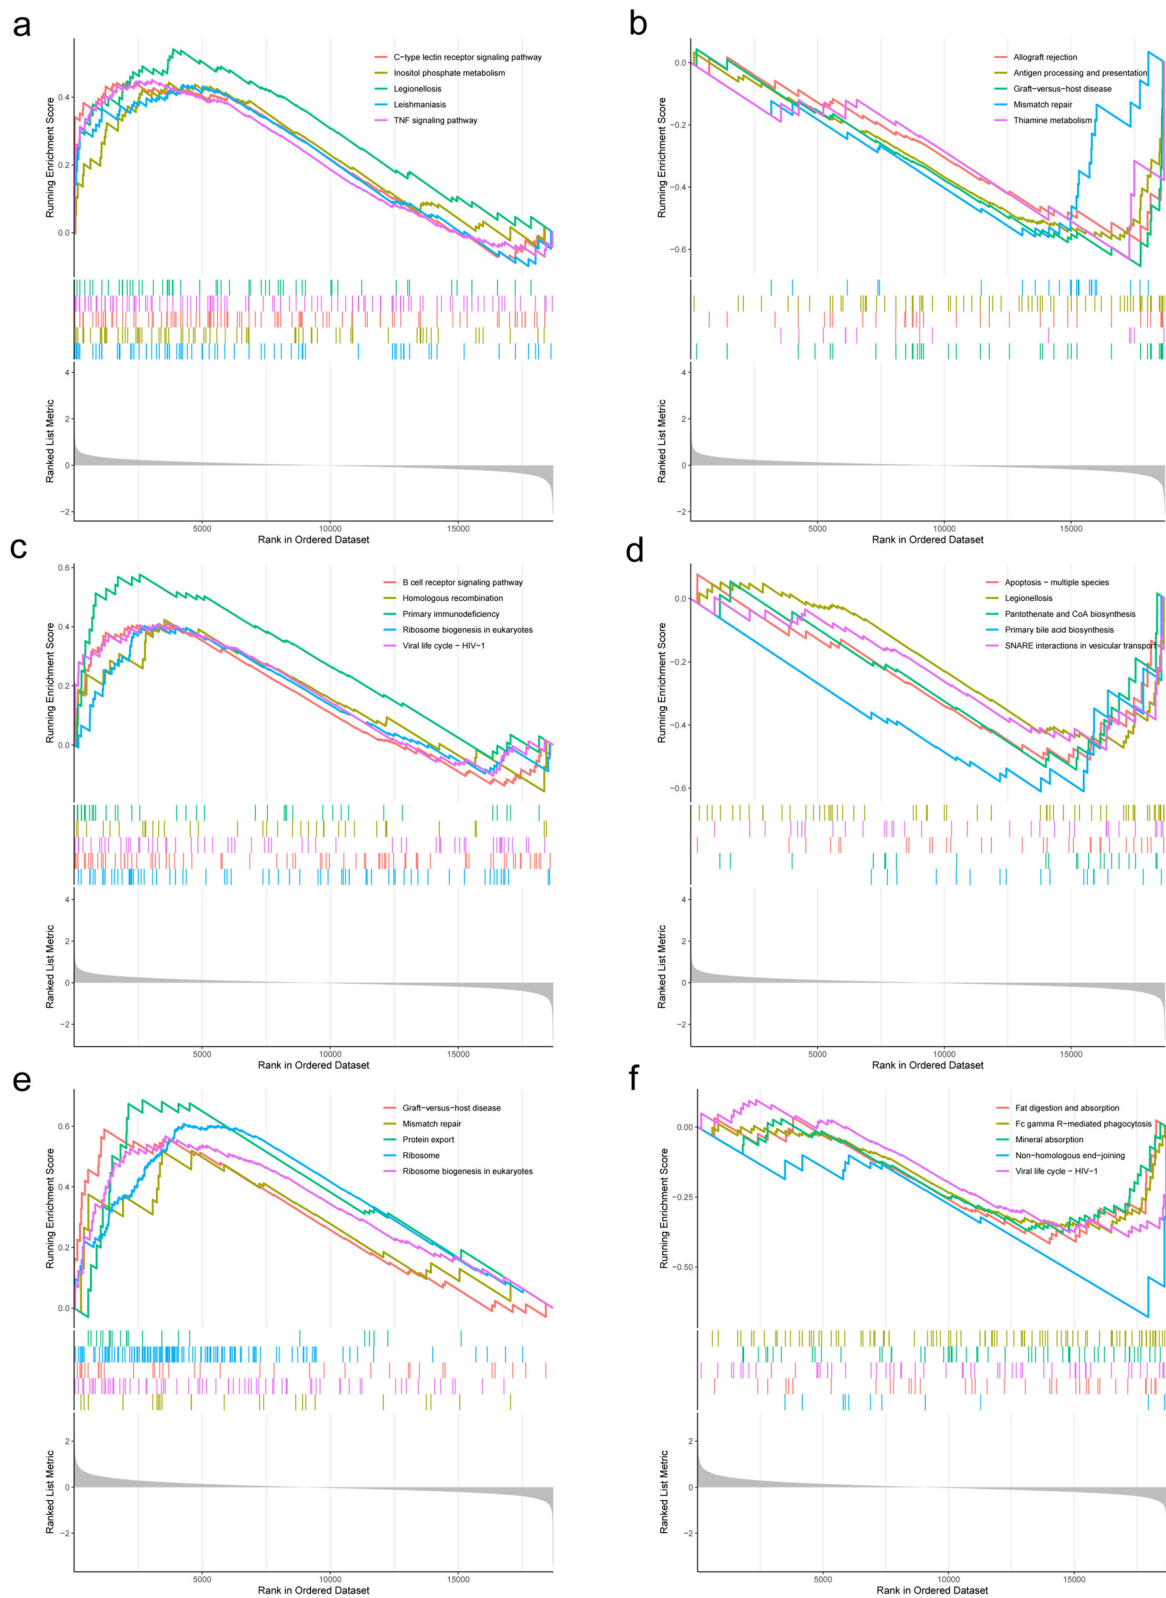 a
Running Enrichment Score
0.4
0.2
0.0
C-type lectin receptor signaling pathway
Inositol phosphate metabolism
Legionellosis
Leishmaniasis
TNF signaling pathway
Ranked List Metric
4
2
0
−2
5000 10000 15000
Rank in Ordered Dataset
b
Running Enrichment Score
0.0
−0.2
−0.4
−0.6
Allograft rejection
Antigen processing and presentation
Graft−versus−host disease
Mismatch repair
Thiamine metabolism
Ranked List Metric
4
2
0
−2
5000 10000 15000
Rank in Ordered Dataset
c
Running Enrichment Score
0.6
0.4
0.2
0.0
B cell receptor signaling pathway
Homologous recombination
Primary immunodeficiency
Ribosome biogenesis in eukaryotes
Viral life cycle − HIV−1
Ranked List Metric
4
2
0
−2
5000 10000 15000
Rank in Ordered Dataset
d
Running Enrichment Score
0.0
−0.2
−0.4
−0.6
Apoptosis − multiple species
Legionellosis
Pantothenate and CoA biosynthesis
Primary bile acid biosynthesis
SNARE interactions in vesicular transport
Ranked List Metric
4
2
0
−2
5000 10000 15000
Rank in Ordered Dataset
e
Running Enrichment Score
0.6
0.4
0.2
0.0
Graft−versus−host disease
Mismatch repair
Protein export
Ribosome
Ribosome biogenesis in eukaryotes
Ranked List Metric
2
0
−2
5000 10000 15000
Rank in Ordered Dataset
f
Running Enrichment Score
0.00
−0.25
−0.50
Fat digestion and absorption
Fc gamma R−mediated phagocytosis
Mineral absorption
Non−homologous end−joining
Viral life cycle − HIV−1
Ranked List Metric
2
0
−2
5000 10000 15000
Rank in Ordered Dataset